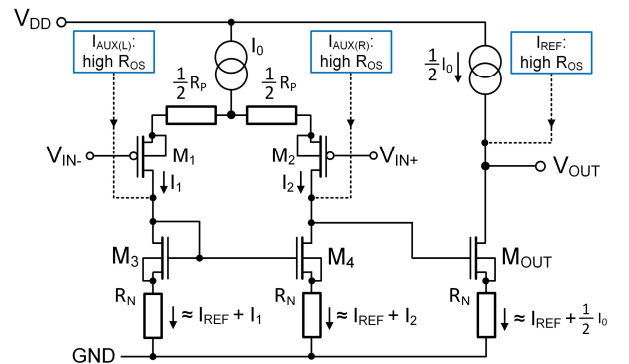 V_DD
I_AUX(L): high R_OS
I_0
I_AUX(R): high R_OS
½ I_0
I_REF: high R_OS
½ R_P
½ R_P
V_IN-
M_1
M_2
V_IN+
V_OUT
I_1
I_2
M_3
M_4
M_OUT
R_N
≈ I_REF + I_1
R_N
≈ I_REF + I_2
R_N
≈ I_REF + ½ I_0
GND